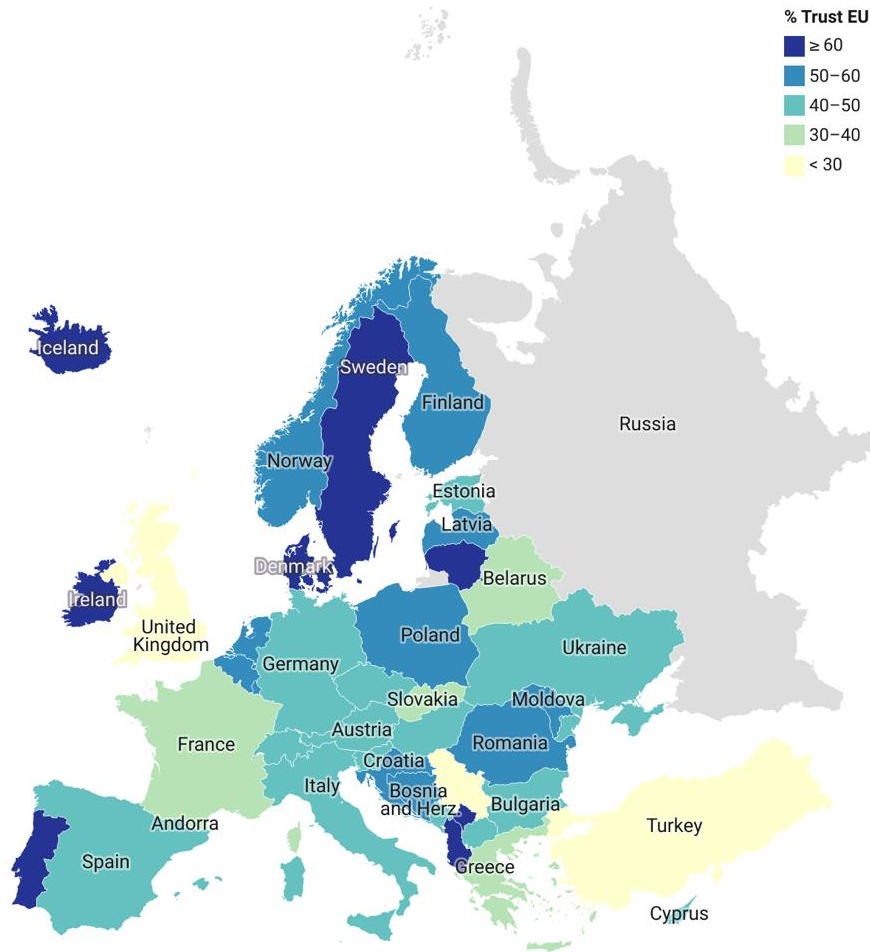 % Trust EU
≥ 60
50–60
40–50
30–40
< 30
Iceland
Sweden
Finland
Russia
Norway
Estonia
Latvia
Denmark
Belarus
Ireland
United
Kingdom
Poland
Ukraine
Germany
Slovakia
Moldova
Austria
France
Romania
Croatia
Italy
Bosnia
and Herz.
Bulgaria
Andorra
Turkey
Spain
Greece
Cyprus